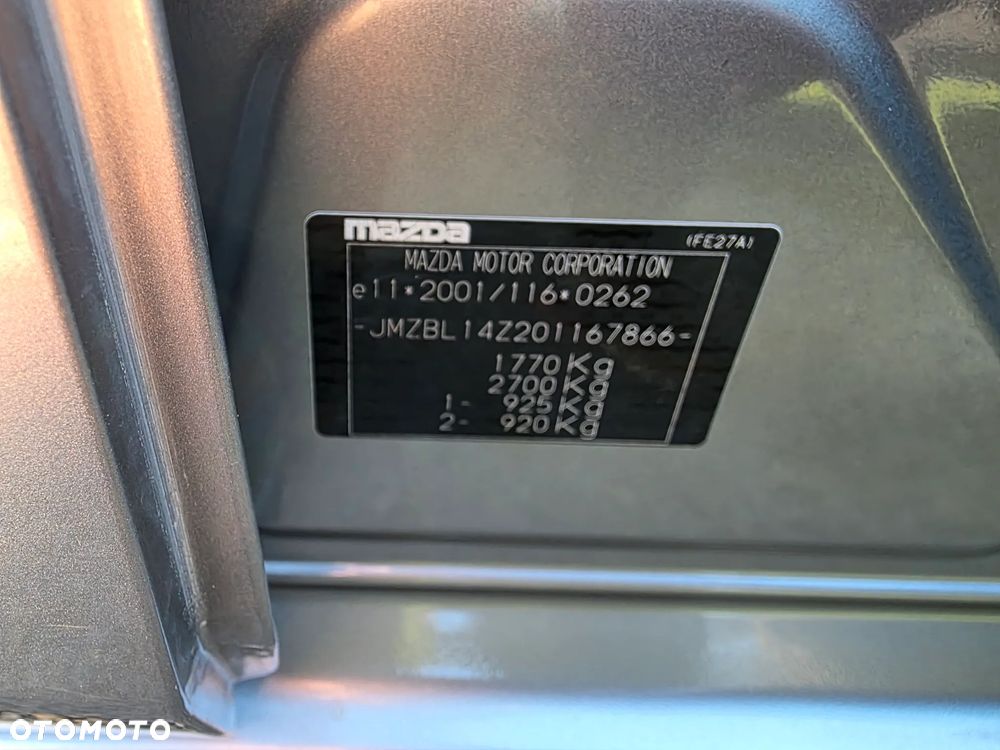 mazda (FE27A)
MAZDA MOTOR CORPORATION
e11*2001/116*0262
-JMZBL14Z201167866-
1770Kg
2700Kg
1- 925Kg
2- 920Kg
OTOMOTO